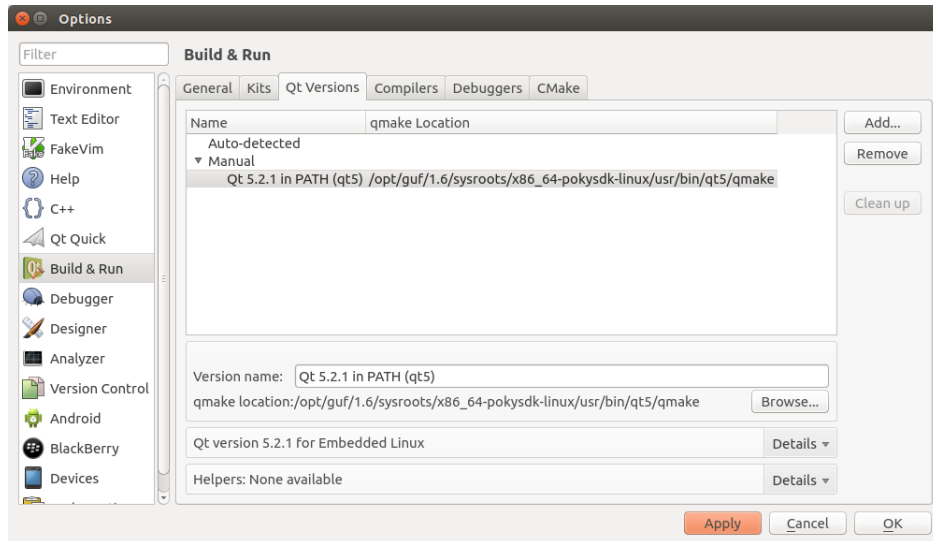 Options
Filter
Environment
Text Editor
FakeVim
Help
C++
Qt Quick
Build & Run
Debugger
Designer
Analyzer
Version Control
Android
BlackBerry
Devices
Build & Run
General Kits Qt Versions Compilers Debuggers CMake
Name qmake Location
Auto-detected
Manual
Qt 5.2.1 in PATH (qt5) /opt/guf/1.6/sysroots/x86_64-pokysdk-linux/usr/bin/qt5/qmake
Add...
Remove
Clean up
Version name: Qt 5.2.1 in PATH (qt5)
qmake location:/opt/guf/1.6/sysroots/x86_64-pokysdk-linux/usr/bin/qt5/qmake Browse...
Qt version 5.2.1 for Embedded Linux Details
Helpers: None available Details
Apply Cancel OK